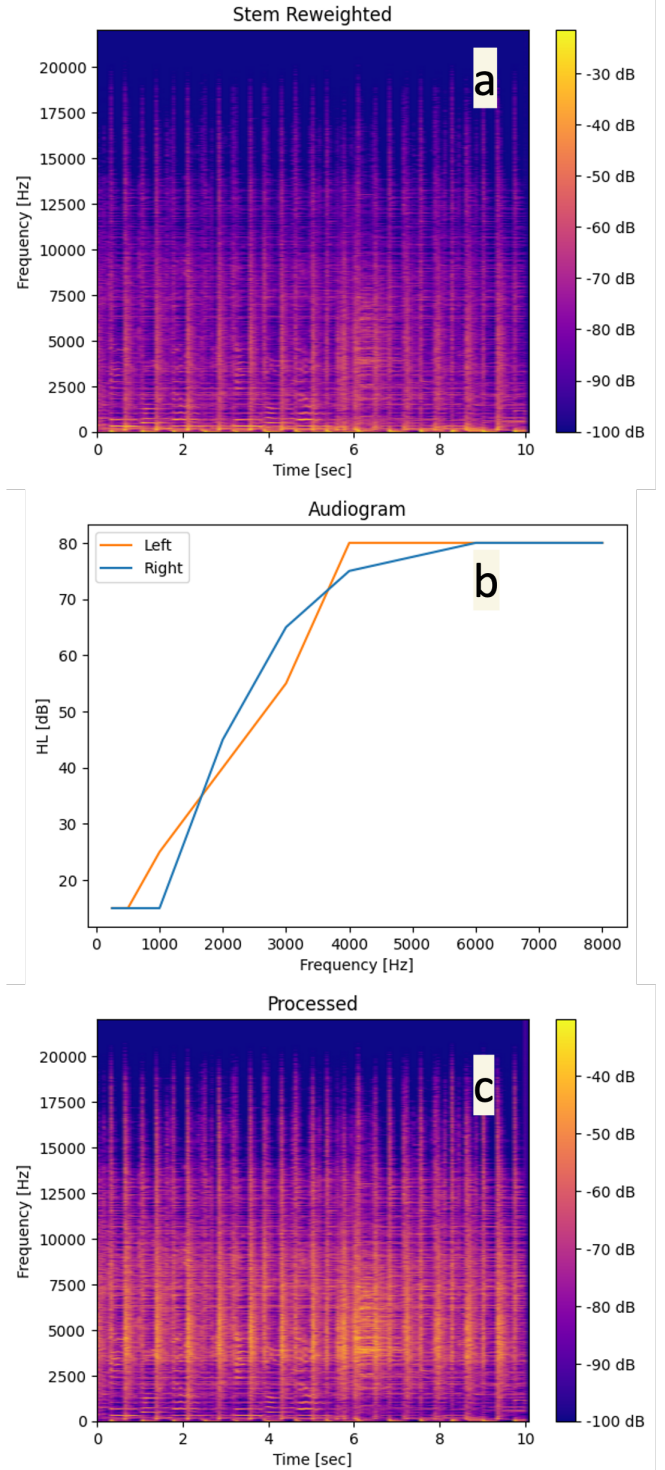 Stem Reweighted
a
20000
17500
15000
12500
10000
7500
5000
2500
0
Frequency [Hz]
0 2 4 6 8 10
Time [sec]
-30 dB
-40 dB
-50 dB
-60 dB
-70 dB
-80 dB
-90 dB
-100 dB
Audiogram
Left
Right
b
80
70
60
50
40
30
20
HL [dB]
0 1000 2000 3000 4000 5000 6000 7000 8000
Frequency [Hz]
Processed
c
20000
17500
15000
12500
10000
7500
5000
2500
0
Frequency [Hz]
0 2 4 6 8 10
Time [sec]
-40 dB
-50 dB
-60 dB
-70 dB
-80 dB
-90 dB
-100 dB